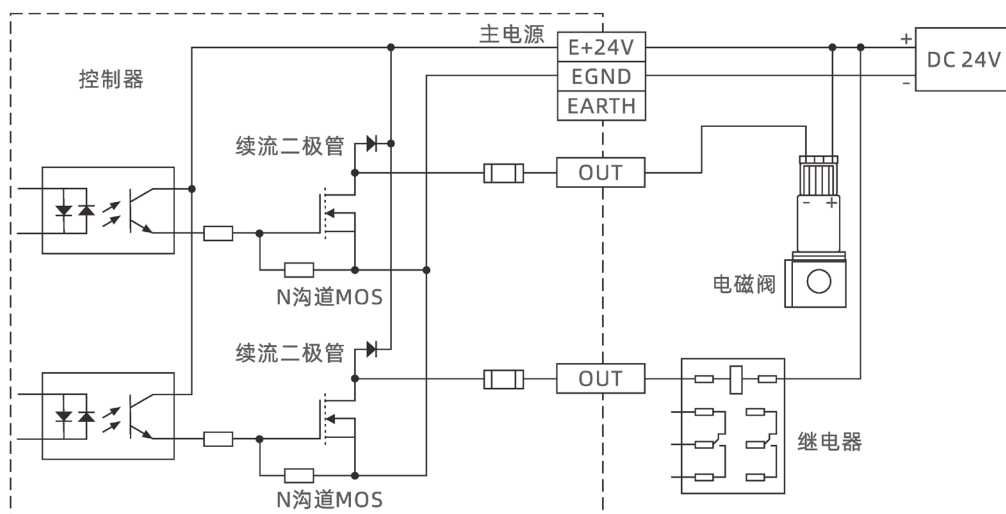 主电源
E+24V
+
DC 24V
控制器
EGND
-
EARTH
续流二极管
OUT
- +
电磁阀
N沟道MOS
续流二极管
OUT
继电器
N沟道MOS